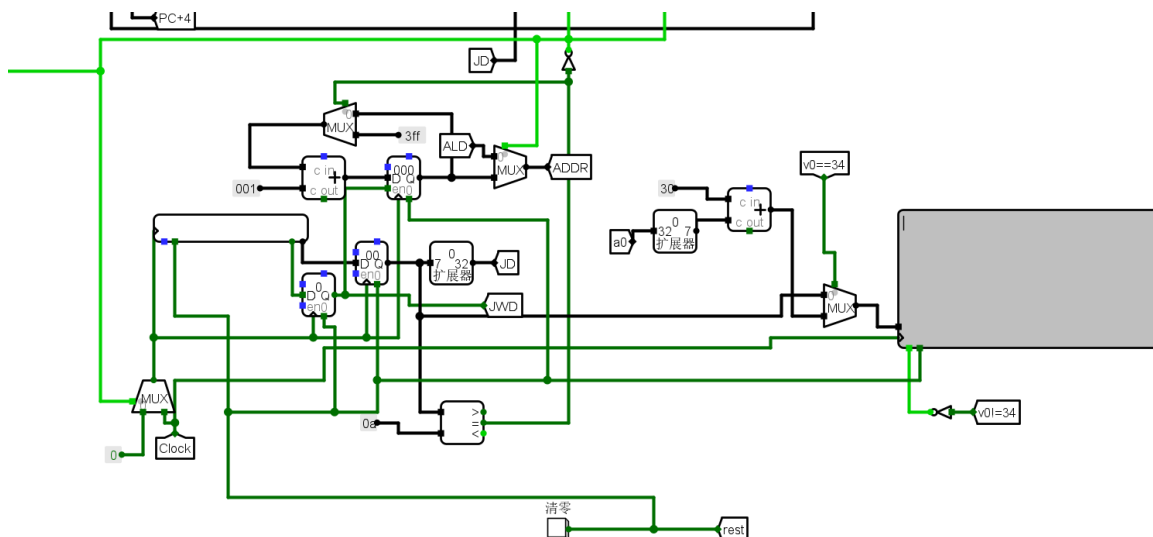 PC+4
JD
0
MUX
3ff
ALD
0
MUX
ADDR
c in
+
c out
000
D Q
en0
001
v0==34
30
c in
+
c out
0
32 7
扩展器
a0
00
D Q
en0
0
7 32
扩展器
JD
0
D Q
en0
JWD
0
MUX
MUX
0
Clock
0a
>
=
<
v0!=34
清零
rest